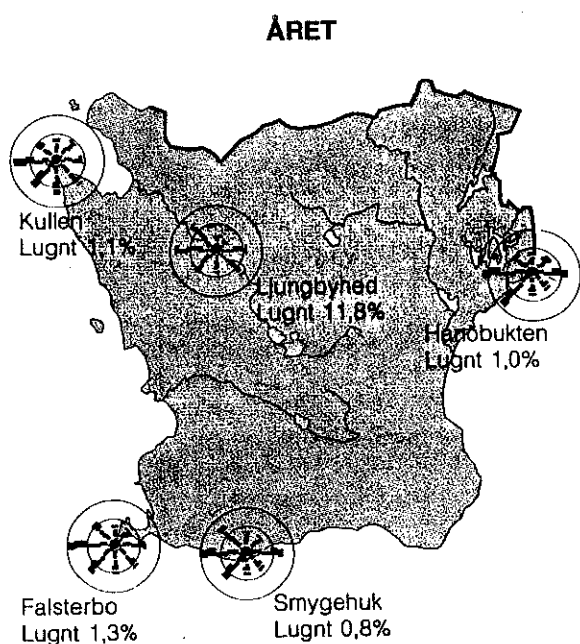 ÅRET
Kullen
Lugnt 1,1%
Ljungbyhed
Lugnt 11,8%
Hanöbukten
Lugnt 1,0%
Falsterbo
Lugnt 1,3%
Smygehuk
Lugnt 0,8%